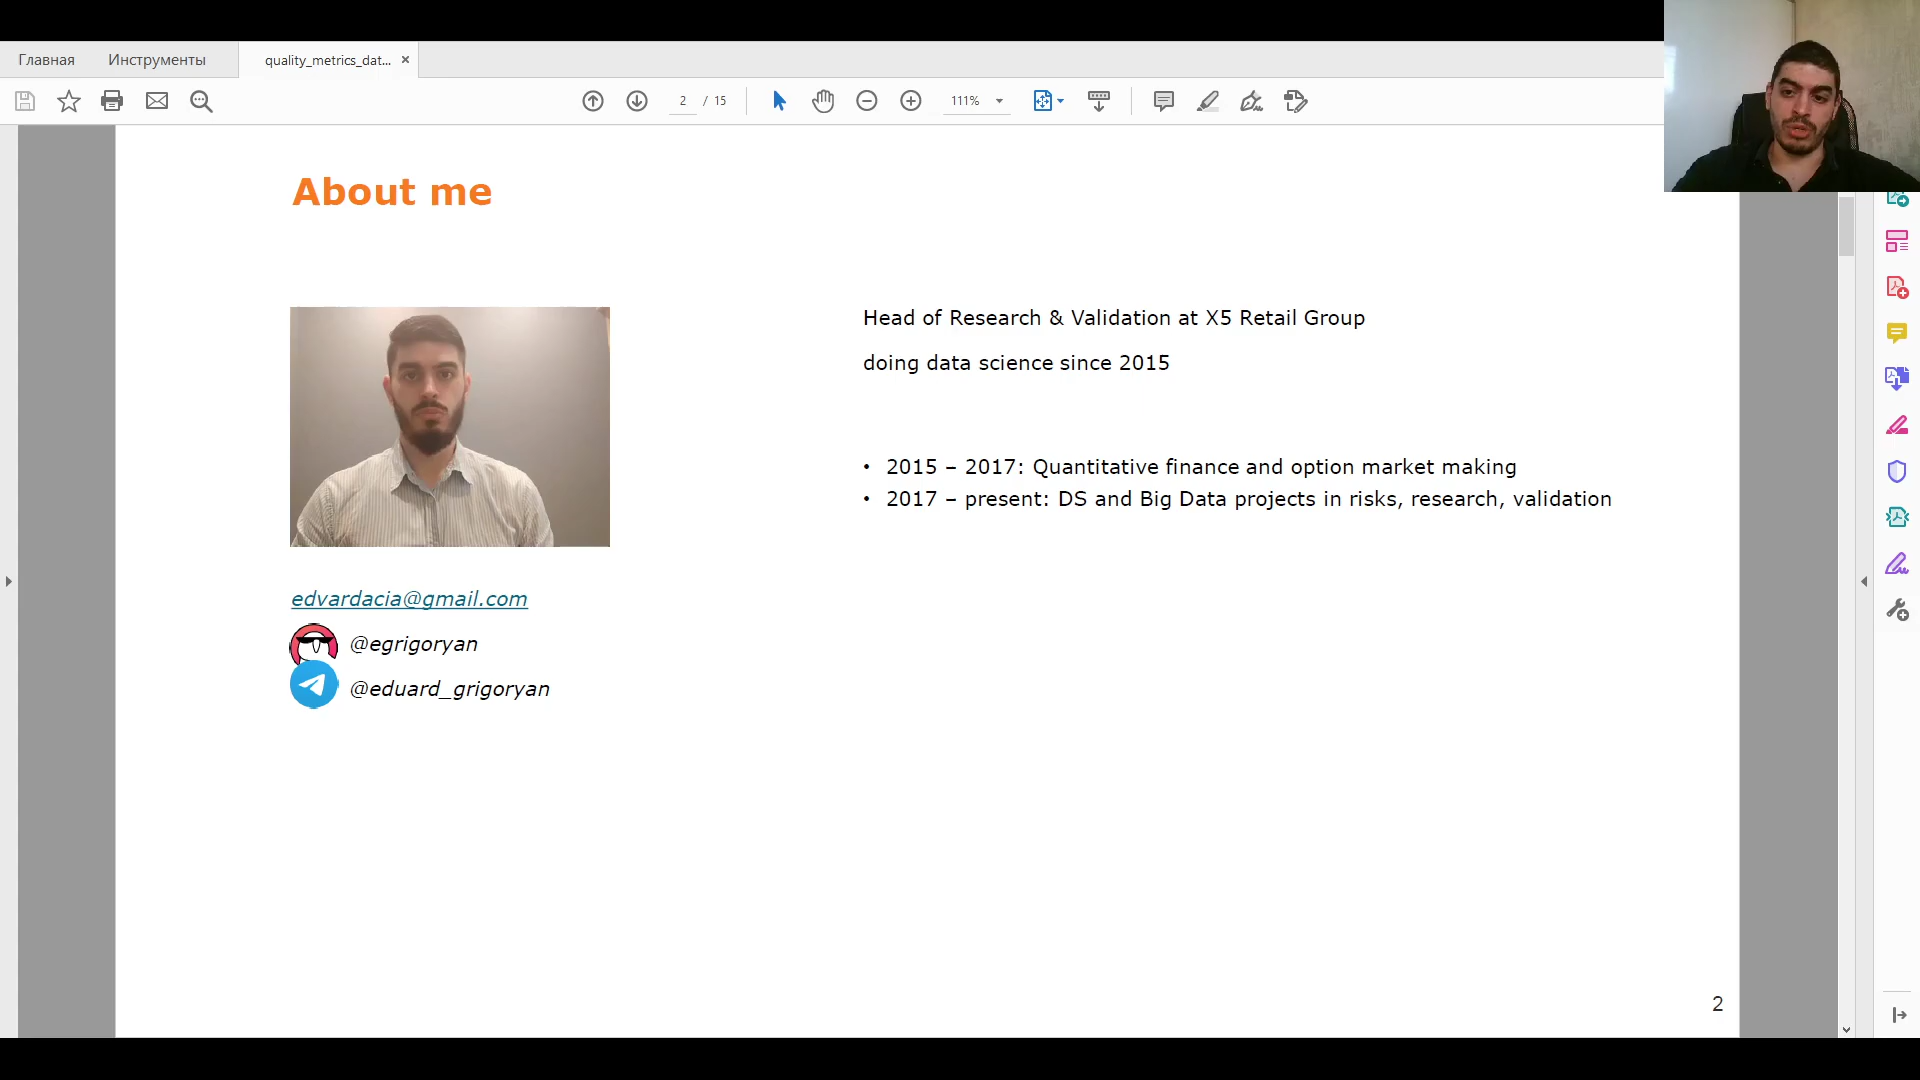 Главная Инструменты quality_metrics_dat... ×
2 / 15 111%
About me
Head of Research & Validation at X5 Retail Group
doing data science since 2015
• 2015 – 2017: Quantitative finance and option market making
• 2017 – present: DS and Big Data projects in risks, research, validation
edvardacia@gmail.com
@egrigoryan
@eduard_grigoryan
2